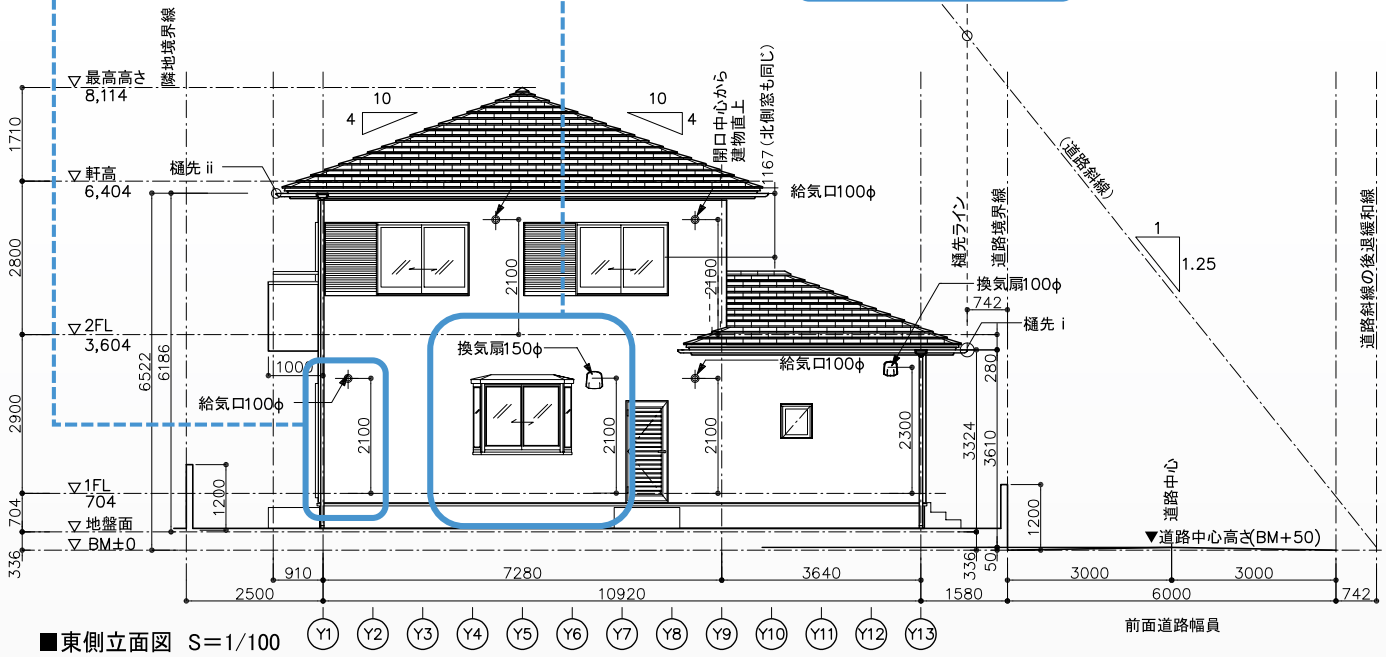 隣地境界線
▽最高高さ
8,114
10
4
10
4
開口中心から
建物直上
1167(北側窓も同じ)
1710
樋先 ii
▽軒高
6,404
給気口100φ
樋先ライン
道路境界線
(道路斜線)
1
1.25
道路斜線の後退緩和線
2800
2100
2100
換気扇100φ
742
樋先 i
▽2FL
3,604
6522
6186
1000
換気扇150φ
給気口100φ
280
給気口100φ
2900
2100
2100
2100
2300
3324
3610
1200
▽1FL
704
704
▽地盤面
▽BM±0
336
336
50
1200
道路中心
▼道路中心高さ(BM+50)
910
7280
3640
3000
3000
2500
10920
1580
6000
742
Y1
Y2
Y3
Y4
Y5
Y6
Y7
Y8
Y9
Y10
Y11
Y12
Y13
前面道路幅員
■東側立面図 S=1/100